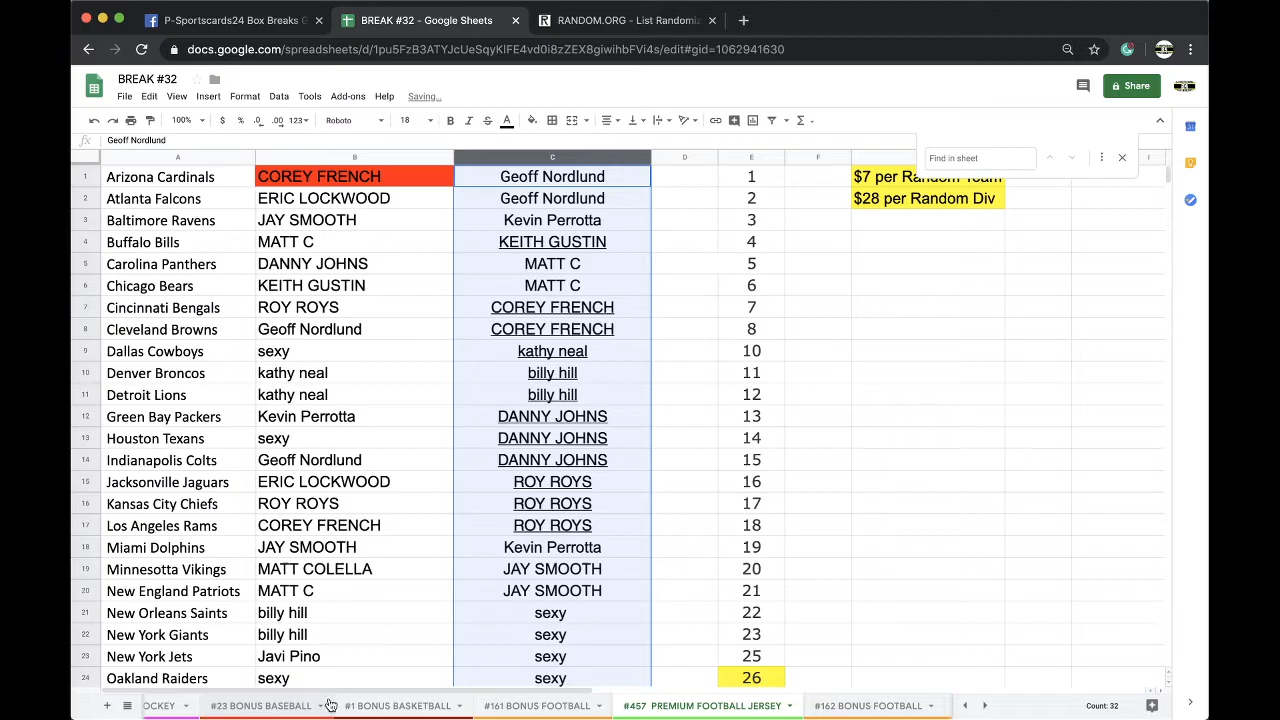 P-Sportscards24 Box Breaks G
BREAK #32 - Google Sheets
RANDOM.ORG - List Randomiz
docs.google.com/spreadsheets/d/1pu5FzB3ATYJcUeSqyKIFE4vd0i8zZEX8giwihbFVi4s/edit#gid=1062941630
BREAK #32
File Edit View Insert Format Data Tools Add-ons Help Saving...
Share
100% $ % .0 .00 123 Roboto 18 B I S A
fx Geoff Nordlund
Find in sheet
A B C D E F I
1 Arizona Cardinals COREY FRENCH Geoff Nordlund 1 $7 per Random Team
2 Atlanta Falcons ERIC LOCKWOOD Geoff Nordlund 2 $28 per Random Div
3 Baltimore Ravens JAY SMOOTH Kevin Perrotta 3
4 Buffalo Bills MATT C KEITH GUSTIN 4
5 Carolina Panthers DANNY JOHNS MATT C 5
6 Chicago Bears KEITH GUSTIN MATT C 6
7 Cincinnati Bengals ROY ROYS COREY FRENCH 7
8 Cleveland Browns Geoff Nordlund COREY FRENCH 8
9 Dallas Cowboys sexy kathy neal 10
10 Denver Broncos kathy neal billy hill 11
11 Detroit Lions kathy neal billy hill 12
12 Green Bay Packers Kevin Perrotta DANNY JOHNS 13
13 Houston Texans sexy DANNY JOHNS 14
14 Indianapolis Colts Geoff Nordlund DANNY JOHNS 15
15 Jacksonville Jaguars ERIC LOCKWOOD ROY ROYS 16
16 Kansas City Chiefs ROY ROYS ROY ROYS 17
17 Los Angeles Rams COREY FRENCH ROY ROYS 18
18 Miami Dolphins JAY SMOOTH Kevin Perrotta 19
19 Minnesotta Vikings MATT COLELLA JAY SMOOTH 20
20 New England Patriots MATT C JAY SMOOTH 21
21 New Orleans Saints billy hill sexy 22
22 New York Giants billy hill sexy 23
23 New York Jets Javi Pino sexy 25
24 Oakland Raiders sexy sexy 26
OCKEY #23 BONUS BASEBALL #1 BONUS BASKETBALL #161 BONUS FOOTBALL #457 PREMIUM FOOTBALL JERSEY #162 BONUS FOOTBALL Count: 32